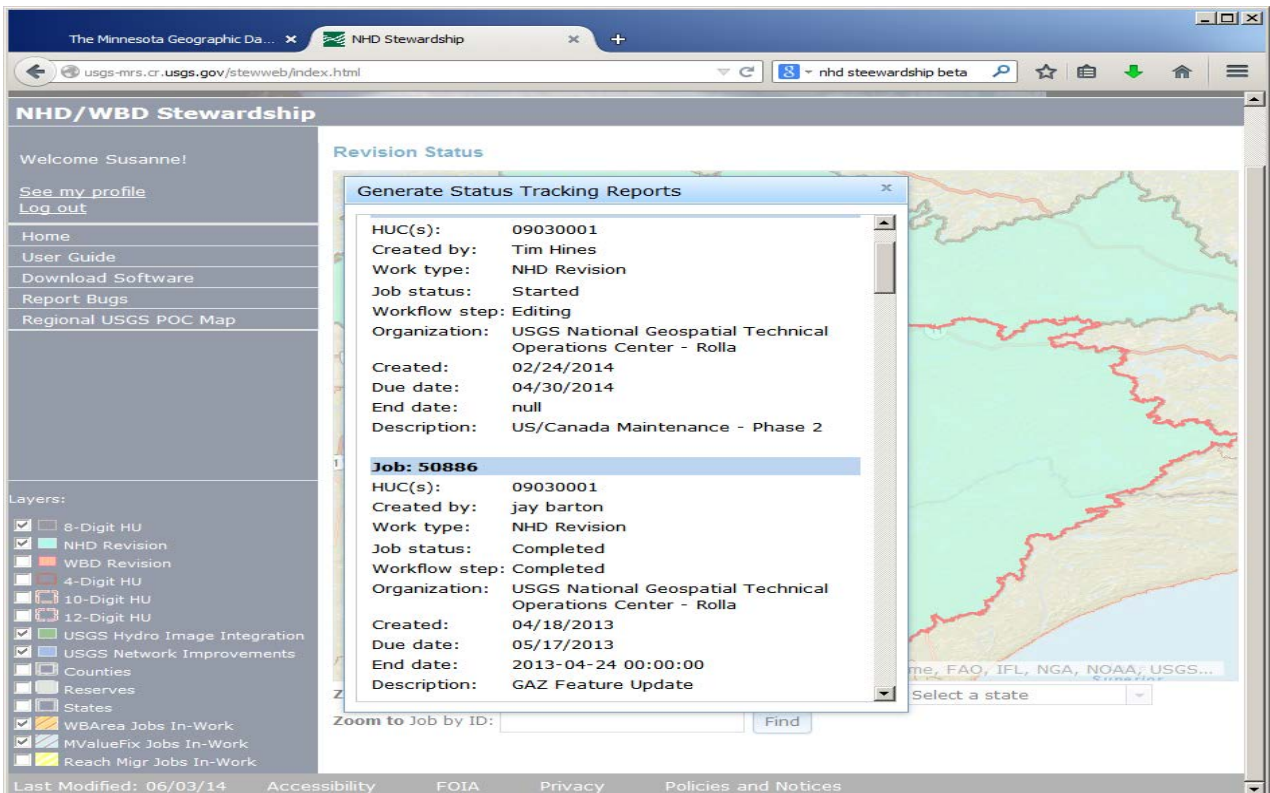 The Minnesota Geographic Da...
NHD Stewardship
usgs-mrs.cr.usgs.gov/stewweb/index.html
8
nhd steewardship beta
NHD/WBD Stewardship
Welcome Susanne!
See my profile
Log out
Home
User Guide
Download Software
Report Bugs
Regional USGS POC Map
Layers:
8-Digit HU
NHD Revision
WBD Revision
4-Digit HU
10-Digit HU
12-Digit HU
USGS Hydro Image Integration
USGS Network Improvements
Counties
Reserves
States
WBArea Jobs In-Work
MValueFix Jobs In-Work
Reach Migr Jobs In-Work
Revision Status
Generate Status Tracking Reports
HUC(s): 09030001
Created by: Tim Hines
Work type: NHD Revision
Job status: Started
Workflow step: Editing
Organization: USGS National Geospatial Technical
Operations Center - Rolla
Created: 02/24/2014
Due date: 04/30/2014
End date: null
Description: US/Canada Maintenance - Phase 2
Job: 50886
HUC(s): 09030001
Created by: jay barton
Work type: NHD Revision
Job status: Completed
Workflow step: Completed
Organization: USGS National Geospatial Technical
Operations Center - Rolla
Created: 04/18/2013
Due date: 05/17/2013
End date: 2013-04-24 00:00:00
Description: GAZ Feature Update
FAO, IFL, NGA, NOAA, USGS...
Superior
Select a state
Zoom to Job by ID:
Find
Last Modified: 06/03/14
Accessibility
FOIA
Privacy
Policies and Notices